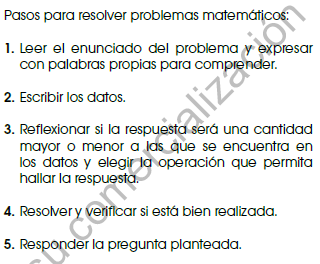 Pasos para resolver problemas matemáticos:
1. Leer el enunciado del problema y expresar
con palabras propias para comprender.
2. Escribir los datos.
3. Reflexionar si la respuesta será una cantidad
mayor o menor a las que se encuentra en
los datos y elegir la operación que permita
hallar la respuesta.
4. Resolver y verificar si está bien realizada.
5. Responder la pregunta planteada.
su comercialización